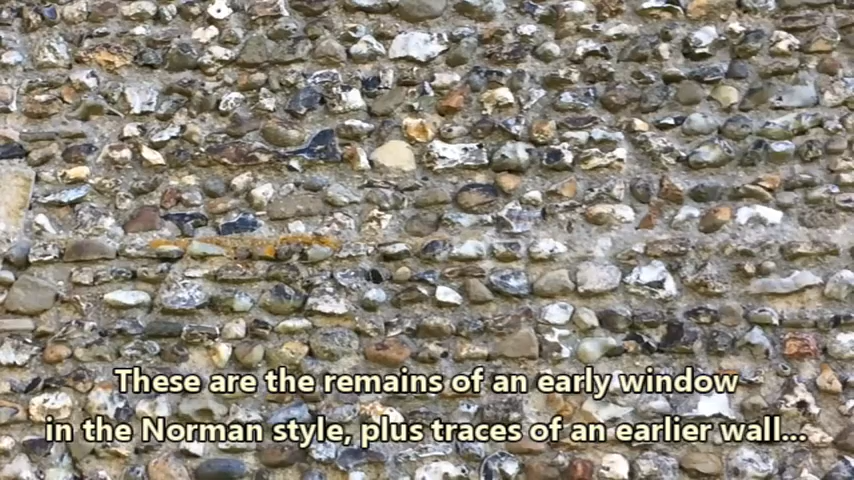 These are the remains of an early window
in the Norman style, plus traces of an earlier wall...